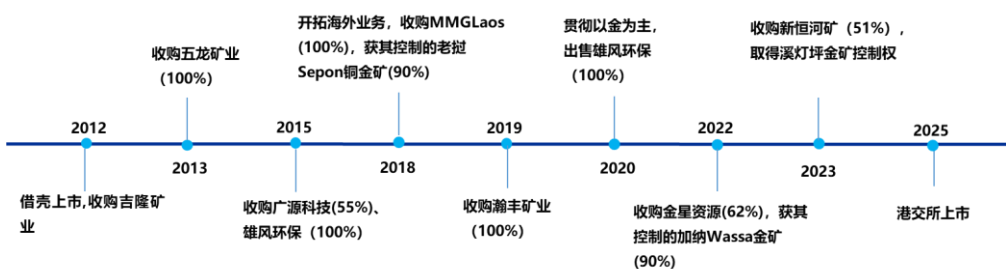 2012
借壳上市,收购吉隆矿
业
收购五龙矿业
（100%）
2013
2015
收购广源科技(55%)、
雄风环保（100%）
开拓海外业务，收购MMGLaos
(100%)，获其控制的老挝
Sepon铜金矿(90%)
2018
2019
收购瀚丰矿业
（100%）
贯彻以金为主，
出售雄风环保
（100%）
2020
2022
收购金星资源(62%)，获其
控制的加纳Wassa金矿
(90%)
收购新恒河矿（51%），
取得溪灯坪金矿控制权
2023
2025
港交所上市